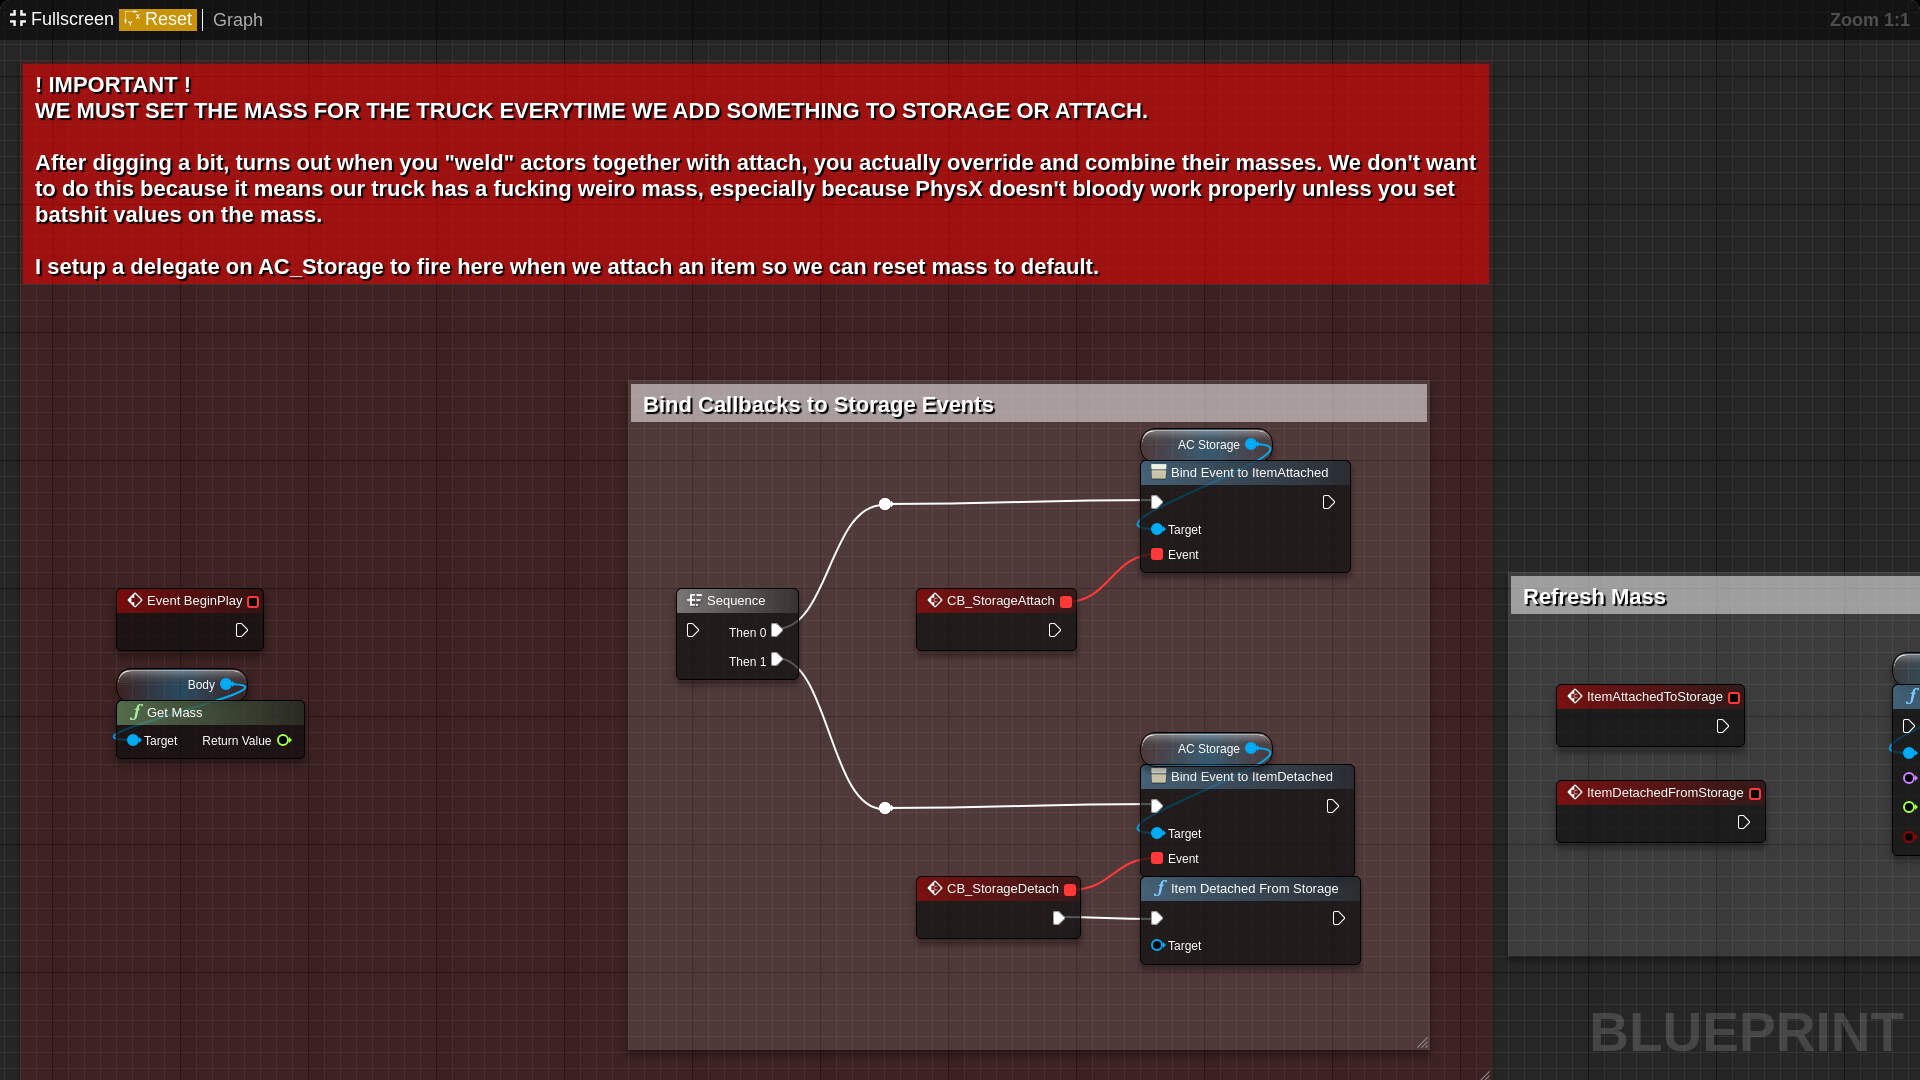 Fullscreen Reset Graph Zoom 1:1
! IMPORTANT !
WE MUST SET THE MASS FOR THE TRUCK EVERYTIME WE ADD SOMETHING TO STORAGE OR ATTACH.
After digging a bit, turns out when you "weld" actors together with attach, you actually override and combine their masses. We don't want
to do this because it means our truck has a fucking weiro mass, especially because PhysX doesn't bloody work properly unless you set
batshit values on the mass.
I setup a delegate on AC_Storage to fire here when we attach an item so we can reset mass to default.
Bind Callbacks to Storage Events
AC Storage
Bind Event to ItemAttached
Target
Event
Event BeginPlay
Body
Get Mass
Target Return Value
Sequence
Then 0
Then 1
CB_StorageAttach
AC Storage
Bind Event to ItemDetached
Target
Event
CB_StorageDetach
Item Detached From Storage
Target
Refresh Mass
ItemAttachedToStorage
ItemDetachedFromStorage
BLUEPRINT